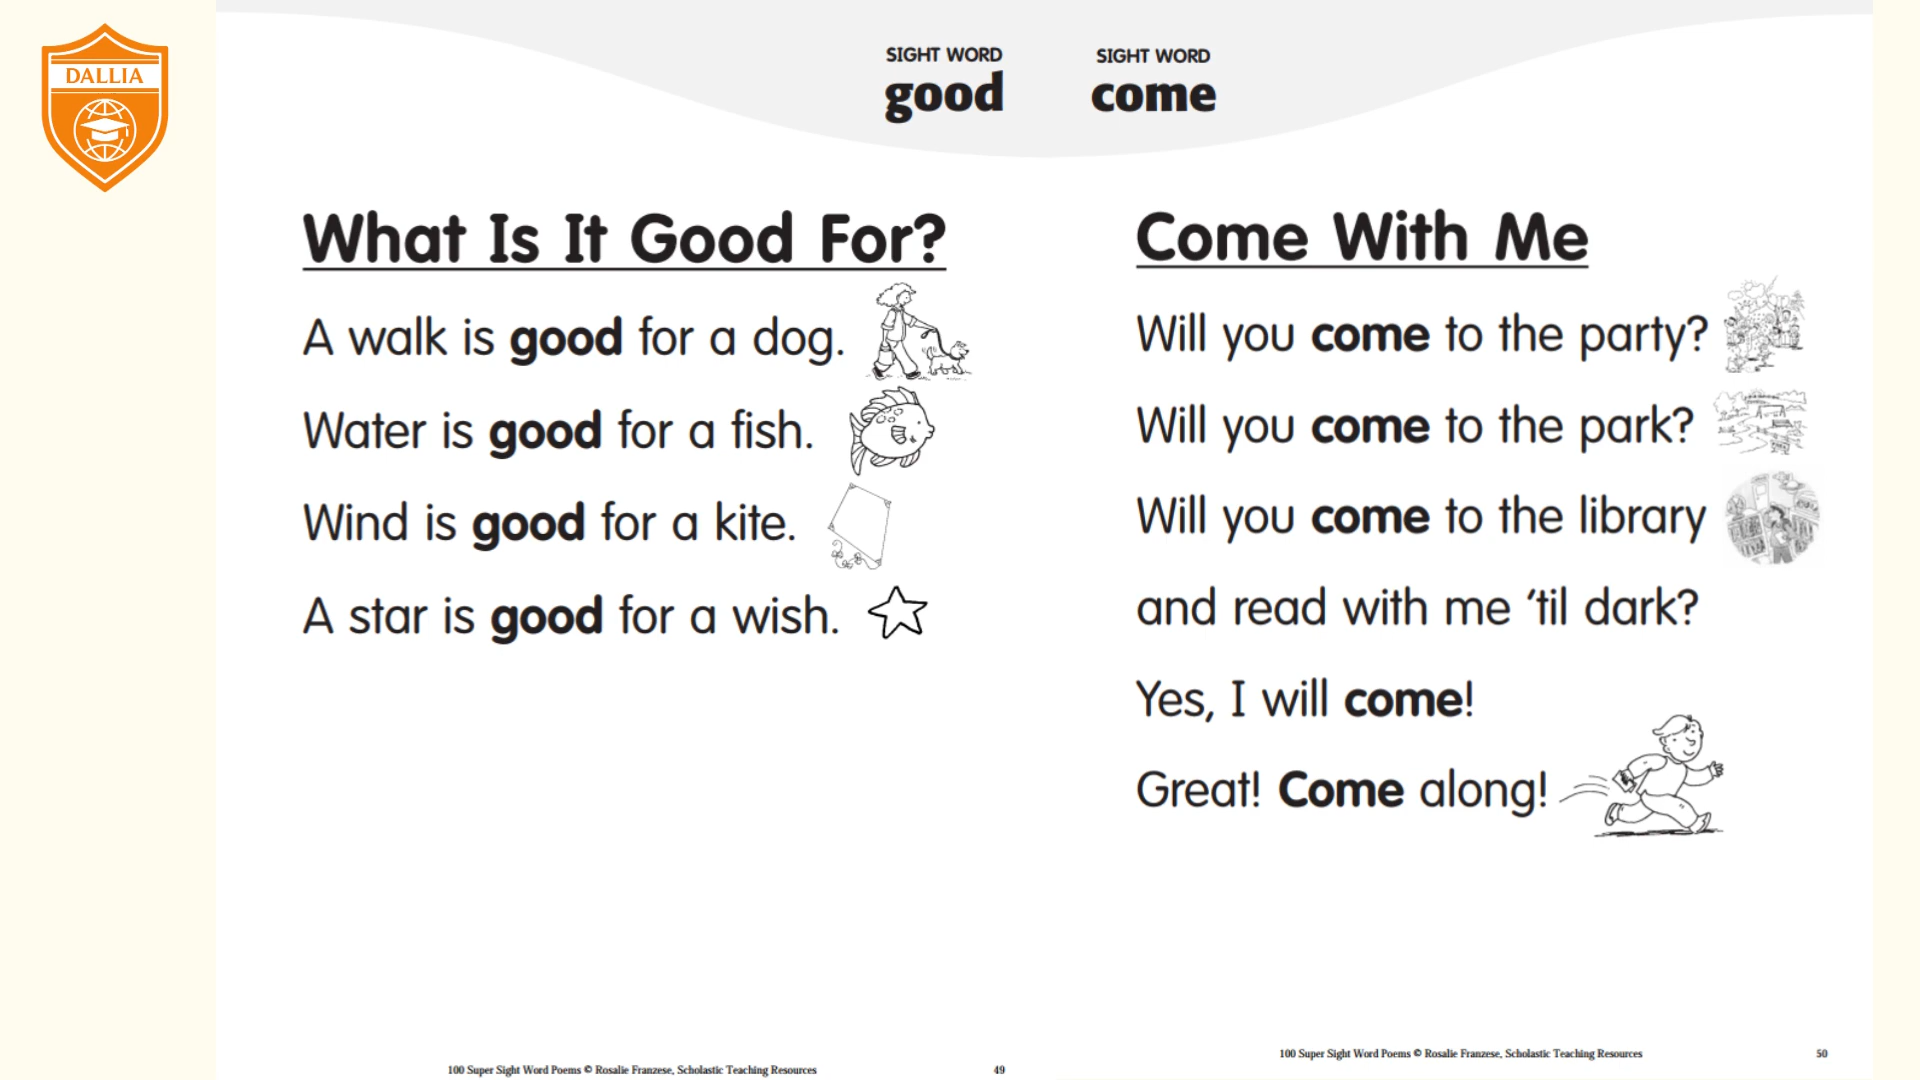 DALLIA
SIGHT WORD
good
What Is It Good For?
A walk is good for a dog.
Water is good for a fish.
Wind is good for a kite.
A star is good for a wish.
100 Super Sight Word Poems © Rosalie Franzese, Scholastic Teaching Resources
49
SIGHT WORD
come
Come With Me
Will you come to the party?
Will you come to the park?
Will you come to the library
and read with me ’til dark?
Yes, I will come!
Great! Come along!
100 Super Sight Word Poems © Rosalie Franzese, Scholastic Teaching Resources
50